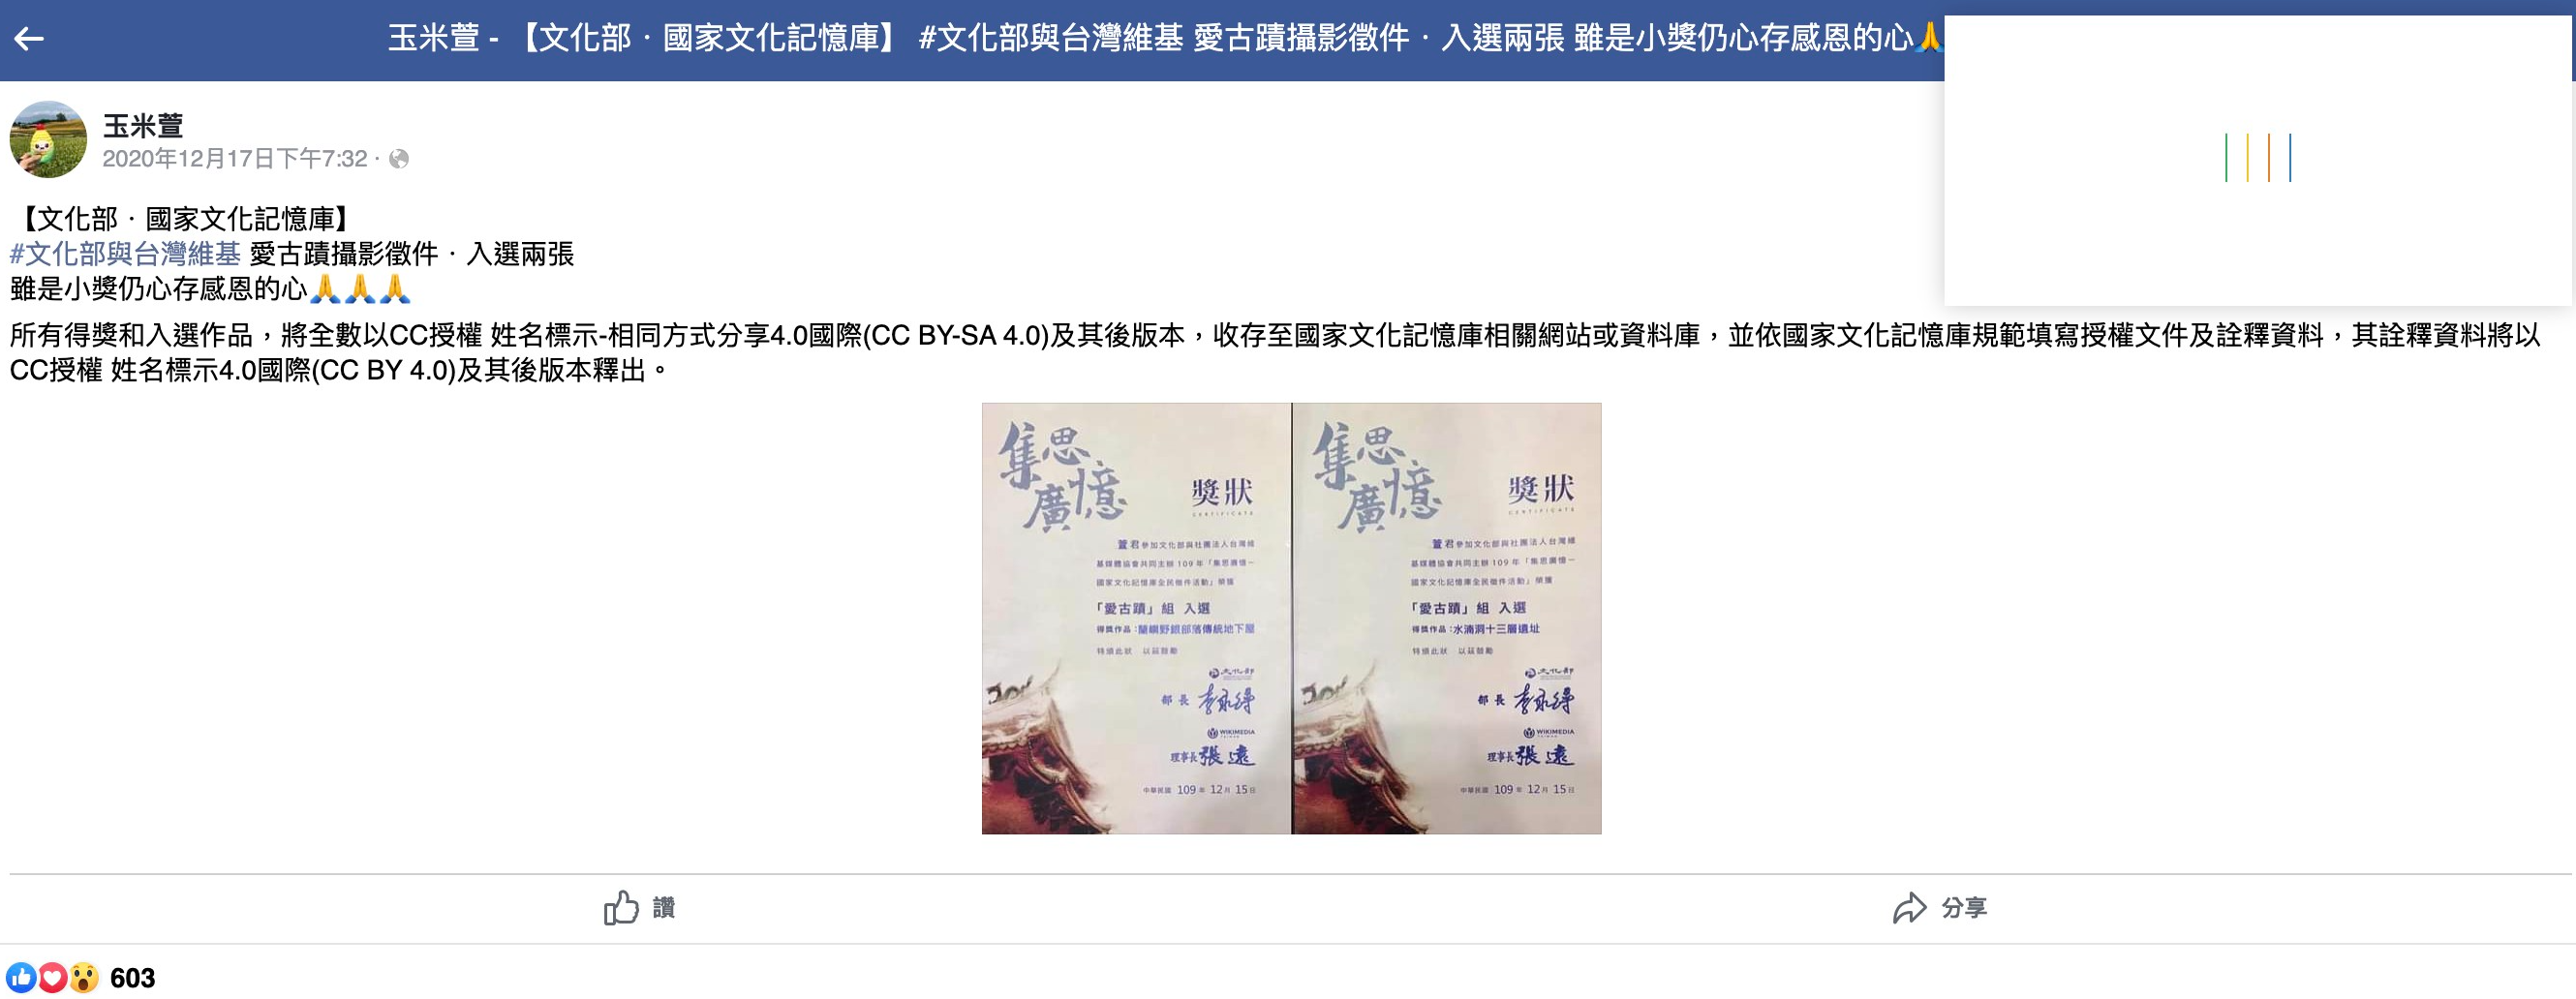 玉米萱 - 【文化部．國家文化記憶庫】 #文化部與台灣維基 愛古蹟攝影徵件．入選兩張 雖是小獎仍心存感恩的心🙏
玉米萱
2020年12月17日下午7:32 ·
【文化部．國家文化記憶庫】
#文化部與台灣維基 愛古蹟攝影徵件．入選兩張
雖是小獎仍心存感恩的心🙏🙏🙏
所有得獎和入選作品，將全數以CC授權 姓名標示-相同方式分享4.0國際(CC BY-SA 4.0)及其後版本，收存至國家文化記憶庫相關網站或資料庫，並依國家文化記憶庫規範填寫授權文件及詮釋資料，其詮釋資料將以
CC授權 姓名標示4.0國際(CC BY 4.0)及其後版本釋出。
集思
廣憶
獎狀
CERTIFICATE
萱君參加文化部與社團法人台灣維
基媒體協會共同主辦 109 年「集思廣憶－
國家文化記憶庫全民徵件活動」榮獲
「愛古蹟」組 入選
得獎作品：蘭嶼野銀部落傳統地下屋
特頒此狀 以茲鼓勵
文化部
部長 李永得
WIKIMEDIA
TAIWAN
理事長 張遠
中華民國 109 年 12 月 15 日
集思
廣憶
獎狀
CERTIFICATE
萱君參加文化部與社團法人台灣維
基媒體協會共同主辦 109 年「集思廣憶－
國家文化記憶庫全民徵件活動」榮獲
「愛古蹟」組 入選
得獎作品：水湳洞十三層遺址
特頒此狀 以茲鼓勵
文化部
部長 李永得
WIKIMEDIA
TAIWAN
理事長 張遠
中華民國 109 年 12 月 15 日
讚
分享
603